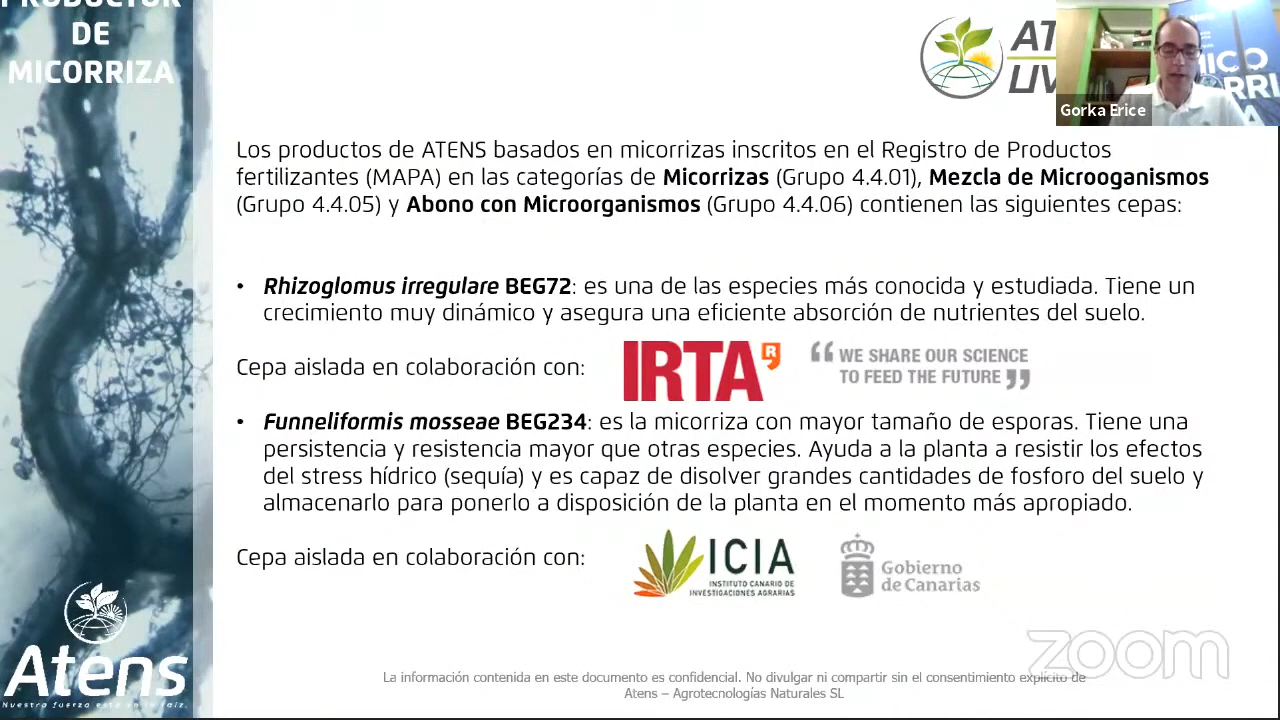 PRODUCTOR
DE
MICORRIZA
Gorka Erice
Los productos de ATENS basados en micorrizas inscritos en el Registro de Productos
fertilizantes (MAPA) en las categorías de Micorrizas (Grupo 4.4.01), Mezcla de Microoganismos
(Grupo 4.4.05) y Abono con Microorganismos (Grupo 4.4.06) contienen las siguientes cepas:
• Rhizoglomus irregulare BEG72: es una de las especies más conocida y estudiada. Tiene un
crecimiento muy dinámico y asegura una eficiente absorción de nutrientes del suelo.
Cepa aislada en colaboración con:
IRTA
R
WE SHARE OUR SCIENCE
TO FEED THE FUTURE
• Funneliformis mosseae BEG234: es la micorriza con mayor tamaño de esporas. Tiene una
persistencia y resistencia mayor que otras especies. Ayuda a la planta a resistir los efectos
del stress hídrico (sequía) y es capaz de disolver grandes cantidades de fosforo del suelo y
almacenarlo para ponerlo a disposición de la planta en el momento más apropiado.
Cepa aislada en colaboración con:
ICIA
INSTITUTO CANARIO DE
INVESTIGACIONES AGRARIAS
Gobierno
de Canarias
Atens
Nuestra fuerza está en la raíz.
zoom
La información contenida en este documento es confidencial. No divulgar ni compartir sin el consentimiento explícito de
Atens – Agrotecnologías Naturales SL